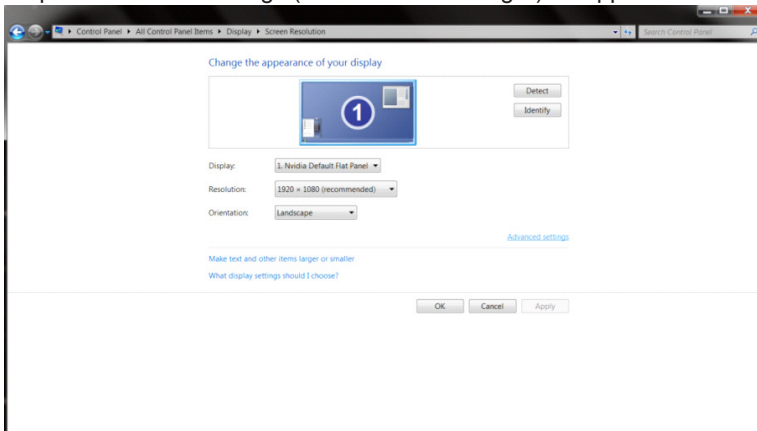 Control Panel ▸ All Control Panel Items ▸ Display ▸ Screen Resolution
Search Control Panel
Change the appearance of your display
Detect
1
Identify
Display: 1. Nvidia Default Flat Panel
Resolution: 1920 × 1080 (recommended)
Orientation: Landscape
Advanced settings
Make text and other items larger or smaller
What display settings should I choose?
OK Cancel Apply